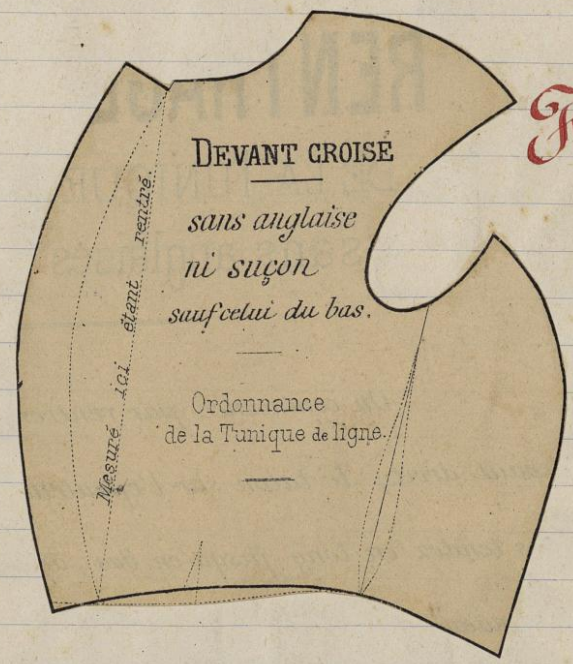 DEVANT CROISÉ
sans anglaise
ni suçon
sauf celui du bas.
Ordonnance
de la Tunique de ligne.
Mesuré ici étant rentré.
F